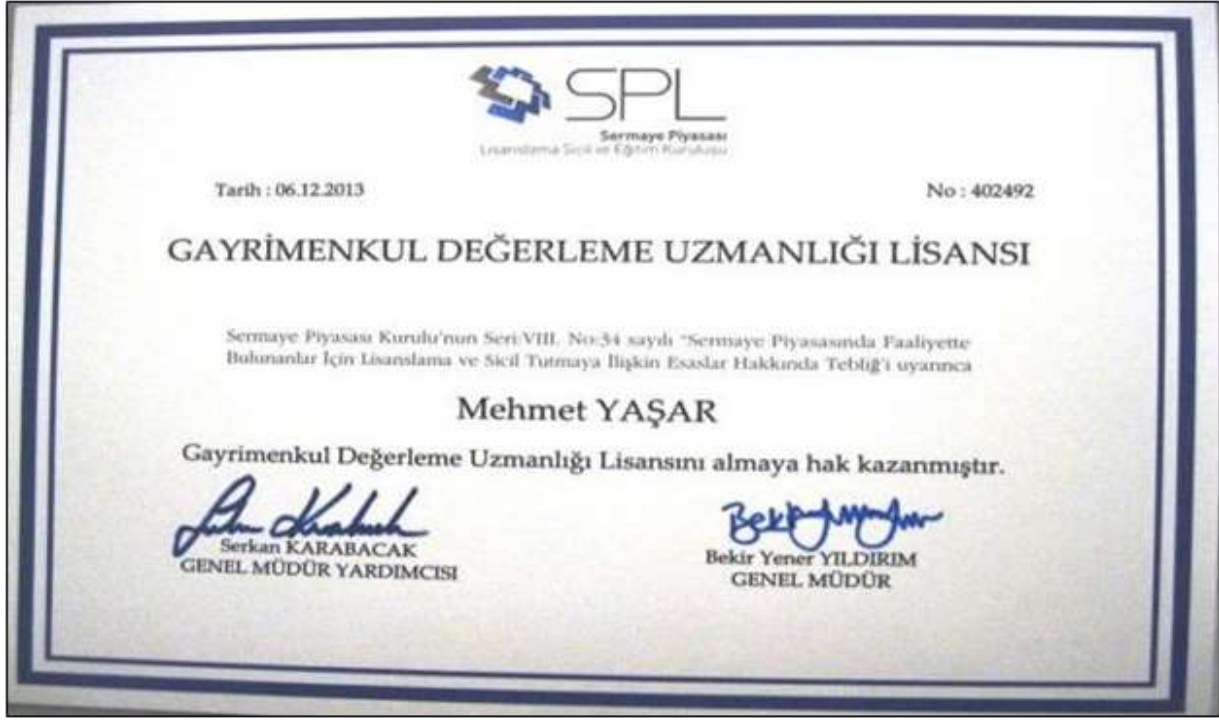 SPL
Sermaye Piyasası
Lisanslama Sicil ve Eğitim Kuruluşu
Tarih : 06.12.2013
No : 402492
GAYRİMENKUL DEĞERLEME UZMANLIĞI LİSANSI
Sermaye Piyasası Kurulu'nun Seri:VIII, No:34 sayılı "Sermaye Piyasasında Faaliyette
Bulunanlar İçin Lisanslama ve Sicil Tutmaya İlişkin Esaslar Hakkında Tebliğ'i uyarınca
Mehmet YAŞAR
Gayrimenkul Değerleme Uzmanlığı Lisansını almaya hak kazanmıştır.
Serkan KARABACAK
GENEL MÜDÜR YARDIMCISI
Bekir Yener YILDIRIM
GENEL MÜDÜR